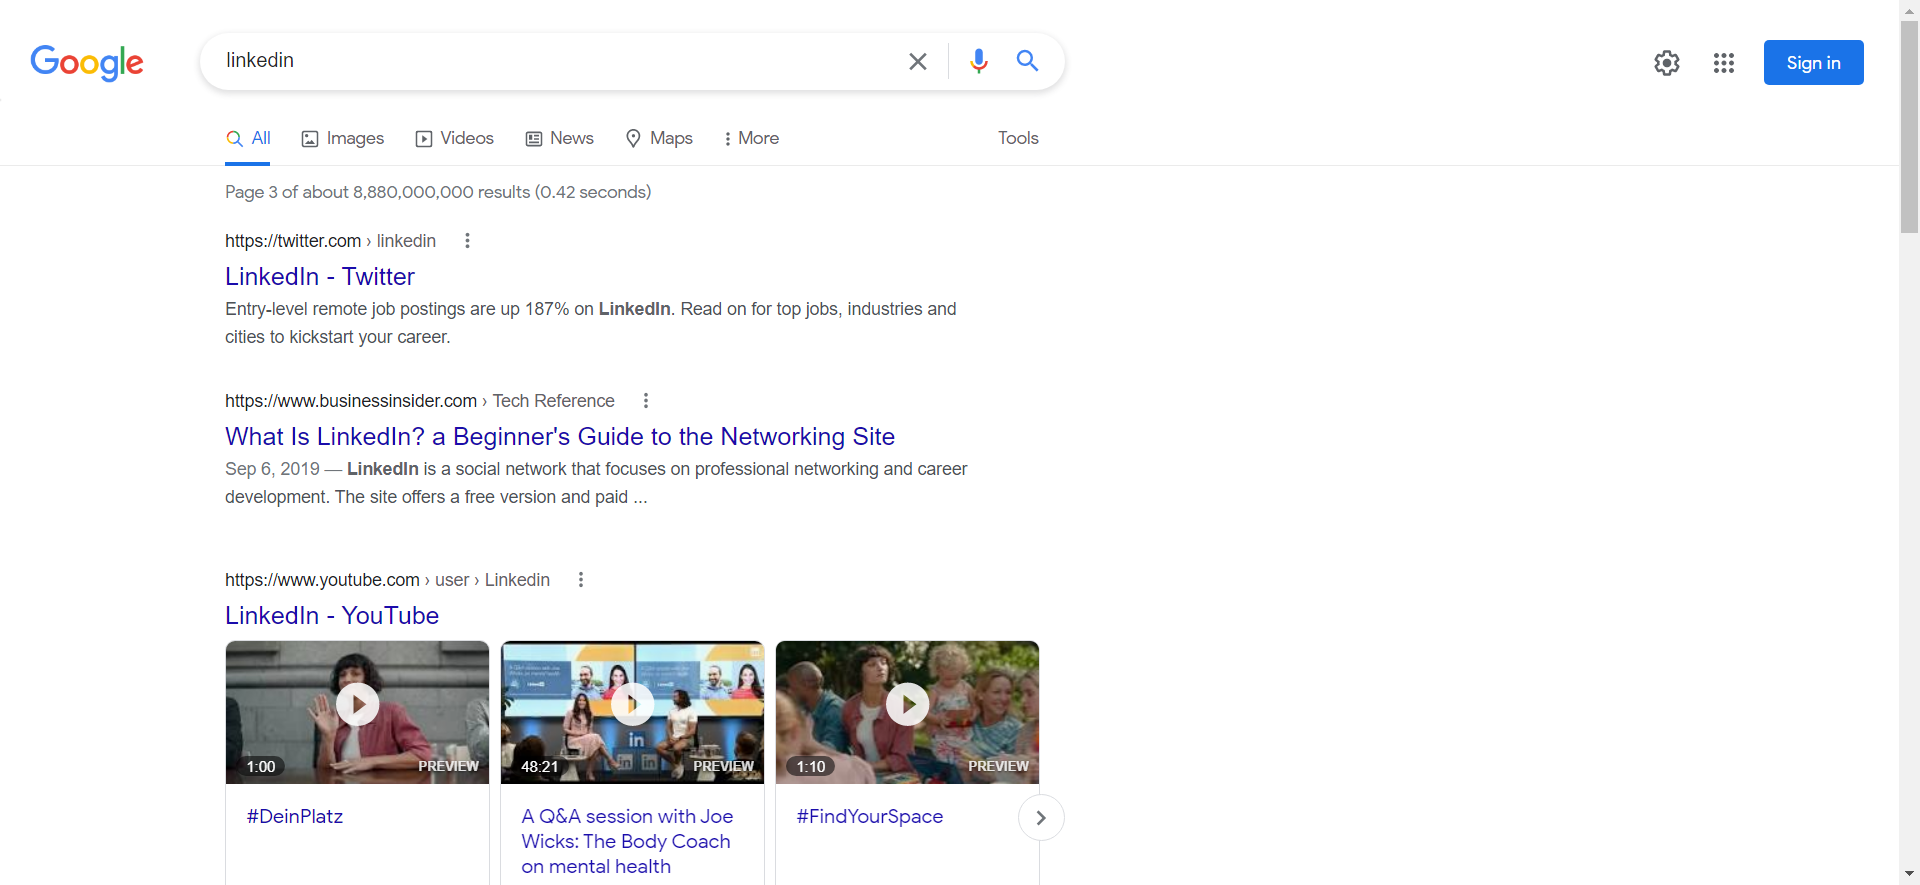 Google
linkedin
Sign in
All
Images
Videos
News
Maps
More
Tools
Page 3 of about 8,880,000,000 results (0.42 seconds)
https://twitter.com › linkedin
LinkedIn - Twitter
Entry-level remote job postings are up 187% on LinkedIn. Read on for top jobs, industries and
cities to kickstart your career.
https://www.businessinsider.com › Tech Reference
What Is LinkedIn? a Beginner's Guide to the Networking Site
Sep 6, 2019 — LinkedIn is a social network that focuses on professional networking and career
development. The site offers a free version and paid ...
https://www.youtube.com › user › Linkedin
LinkedIn - YouTube
1:00
PREVIEW
in
in
in
48:21
PREVIEW
1:10
PREVIEW
#DeinPlatz
A Q&A session with Joe
Wicks: The Body Coach
on mental health
#FindYourSpace